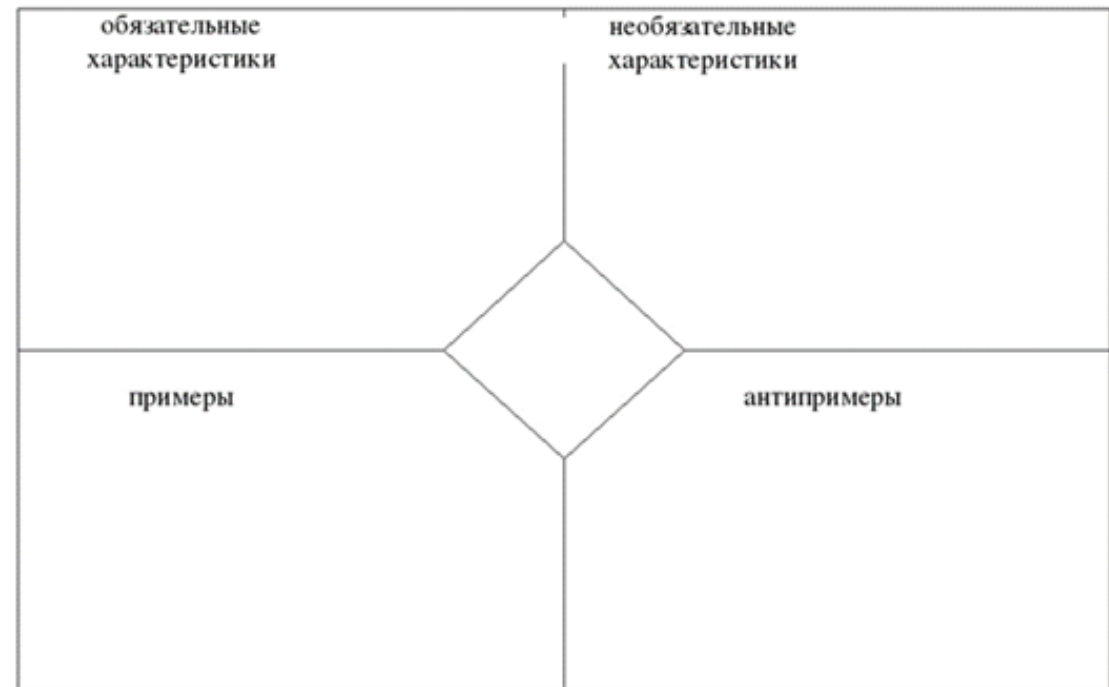 обязательные
характеристики
необязательные
характеристики
примеры
антипримеры